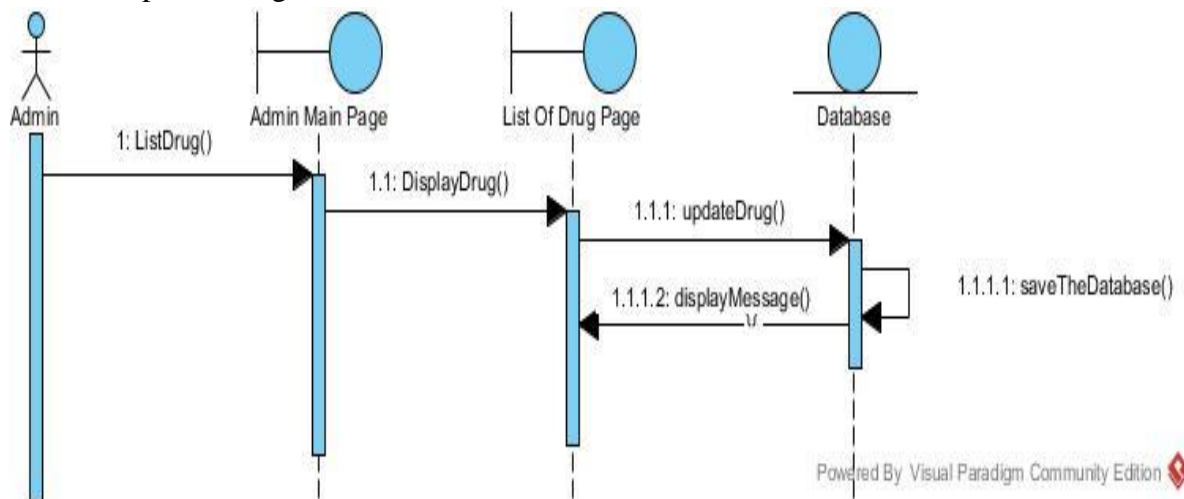 Admin
Admin Main Page
List Of Drug Page
Database
1: ListDrug()
1.1: DisplayDrug()
1.1.1: updateDrug()
1.1.1.1: saveTheDatabase()
1.1.1.2: displayMessage()
Powered By Visual Paradigm Community Edition